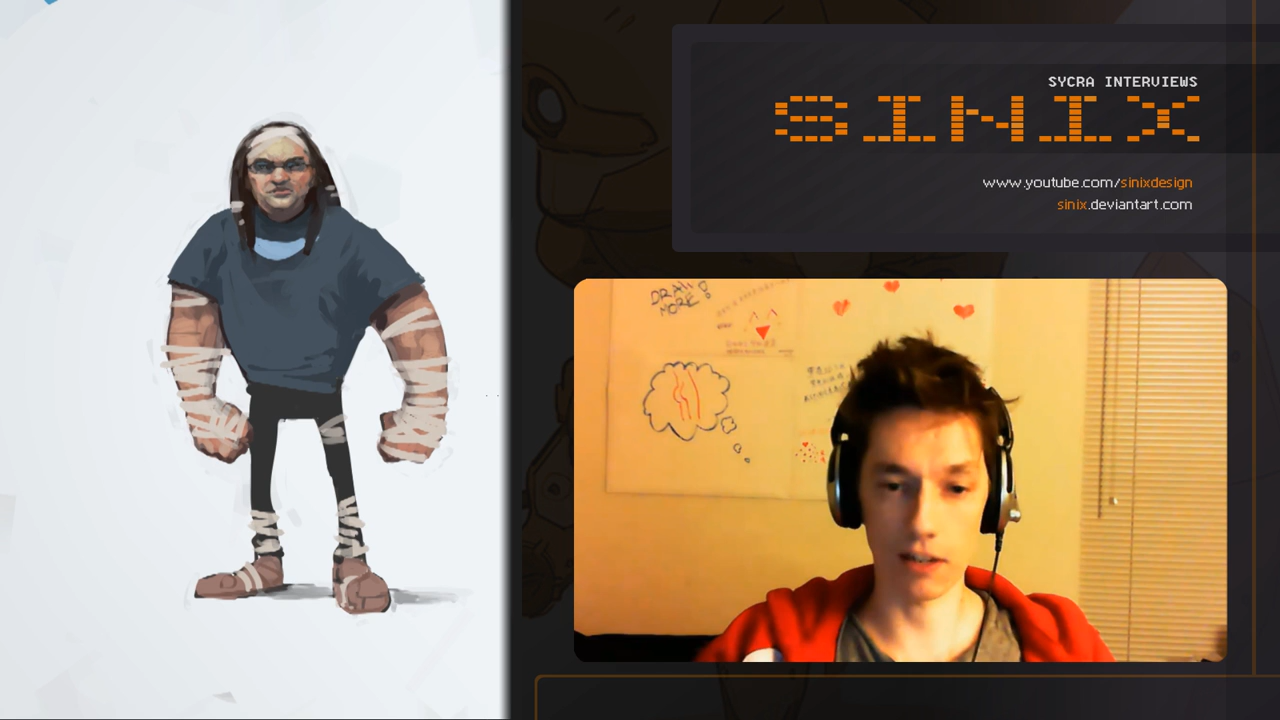 SYCRA INTERVIEWS
SINIX
www.youtube.com/sinixdesign
sinix.deviantart.com
DRAW
MORE!